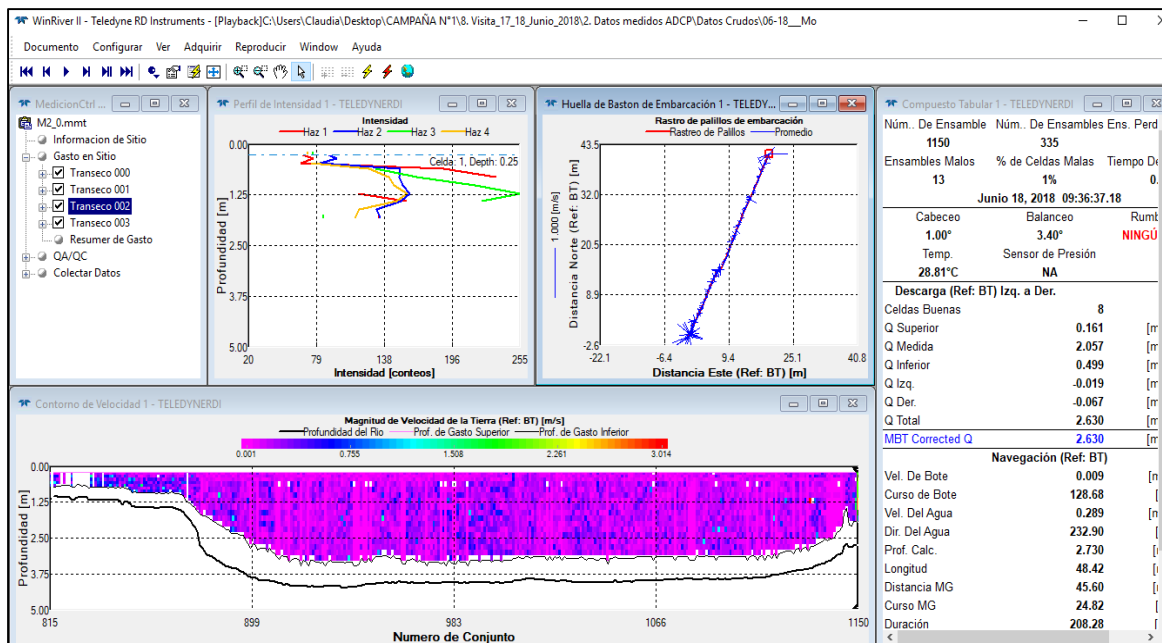 WinRiver II - Teledyne RD Instruments - [Playback]C:\Users\Claudia\Desktop\CAMPAÑA N°1\8. Visita_17_18_Junio_2018\2. Datos medidos ADCP\Datos Crudos\06-18__Mo
Documento Configurar Ver Adquirir Reproducir Window Ayuda
MedicionCtrl ...
M2_0.mmt
Informacion de Sitio
Gasto en Sitio
Transeco 000
Transeco 001
Transeco 002
Transeco 003
Resumer de Gasto
QA/QC
Colectar Datos
Perfil de Intensidad 1 - TELEDYNERDI
Intensidad
Haz 1 Haz 2 Haz 3 Haz 4
Celda: 1, Depth: 0.25
Profundidad [m]
0.00
1.25
2.50
3.75
5.00
20 79 138 196 255
Intensidad [conteos]
Huella de Baston de Embarcación 1 - TELEDY...
Rastro de palillos de embarcación
Rastreo de Palillos Promedio
1.000 [m/s]
Distancia Norte (Ref: BT) [m]
43.5
32.0
20.5
8.9
-2.6
-22.1 -6.4 9.4 25.1 40.8
Distancia Este (Ref: BT) [m]
Compuesto Tabular 1 - TELEDYNERDI
Núm.. De Ensamble Núm.. De Ensambles Ens. Perd
1150 335
Ensambles Malos % de Celdas Malas Tiempo De
13 1% 0.
Junio 18, 2018 09:36:37.18
Cabeceo Balanceo Rumb
1.00° 3.40° NINGÚ
Temp. Sensor de Presión
28.81°C NA
Descarga (Ref: BT) Izq. a Der.
Celdas Buenas 8
Q Superior 0.161 [m
Q Medida 2.057 [m
Q Inferior 0.499 [m
Q Izq. -0.019 [m
Q Der. -0.067 [m
Q Total 2.630 [m
MBT Corrected Q 2.630 [m
Navegación (Ref: BT)
Vel. De Bote 0.009 [m
Curso de Bote 128.68 [
Vel. Del Agua 0.289 [m
Dir. Del Agua 232.90 [
Prof. Calc. 2.730 [
Longitud 48.42 [
Distancia MG 45.60 [
Curso MG 24.82 [
Duración 208.28 [
Contorno de Velocidad 1 - TELEDYNERDI
Magnitud de Velocidad de la Tierra (Ref: BT) [m/s]
Profundidad del Rio Prof. de Gasto Superior Prof. de Gasto Inferior
0.001 0.755 1.508 2.261 3.014
Profundidad [m]
0.00
1.25
2.50
3.75
5.00
815 899 983 1066 1150
Numero de Conjunto